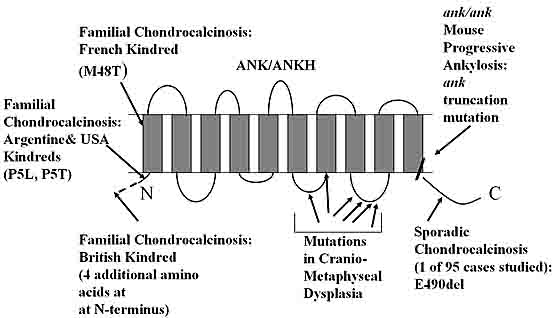 Familial Chondrocalcinosis:
French Kindred
(M48T)
ANK/ANKH
ank/ank
Mouse
Progressive
Ankylosis:
ank
truncation
mutation
Familial
Chondrocalcinosis:
Argentine& USA
Kindreds
(P5L, P5T)
N
C
Familial Chondrocalcinosis:
British Kindred
(4 additional amino
acids at
at N-terminus)
Mutations
in Cranio-
Metaphyseal
Dysplasia
Sporadic
Chondrocalcinosis
(1 of 95 cases studied):
E490del